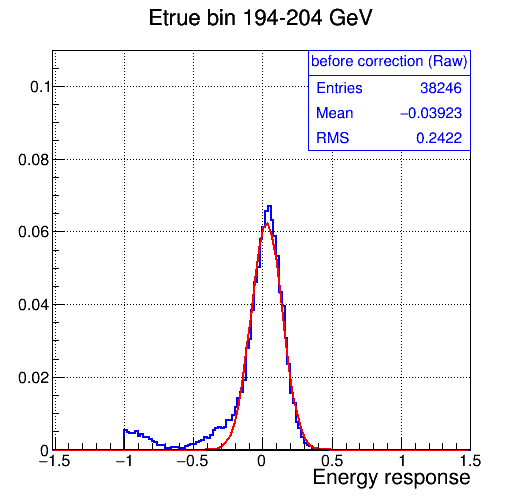 Etrue bin 194-204 GeV
before correction (Raw)
Entries 38246
Mean −0.03923
RMS 0.2422
0.1
0.08
0.06
0.04
0.02
0
−1.5 −1 −0.5 0 0.5 1 1.5
Energy response